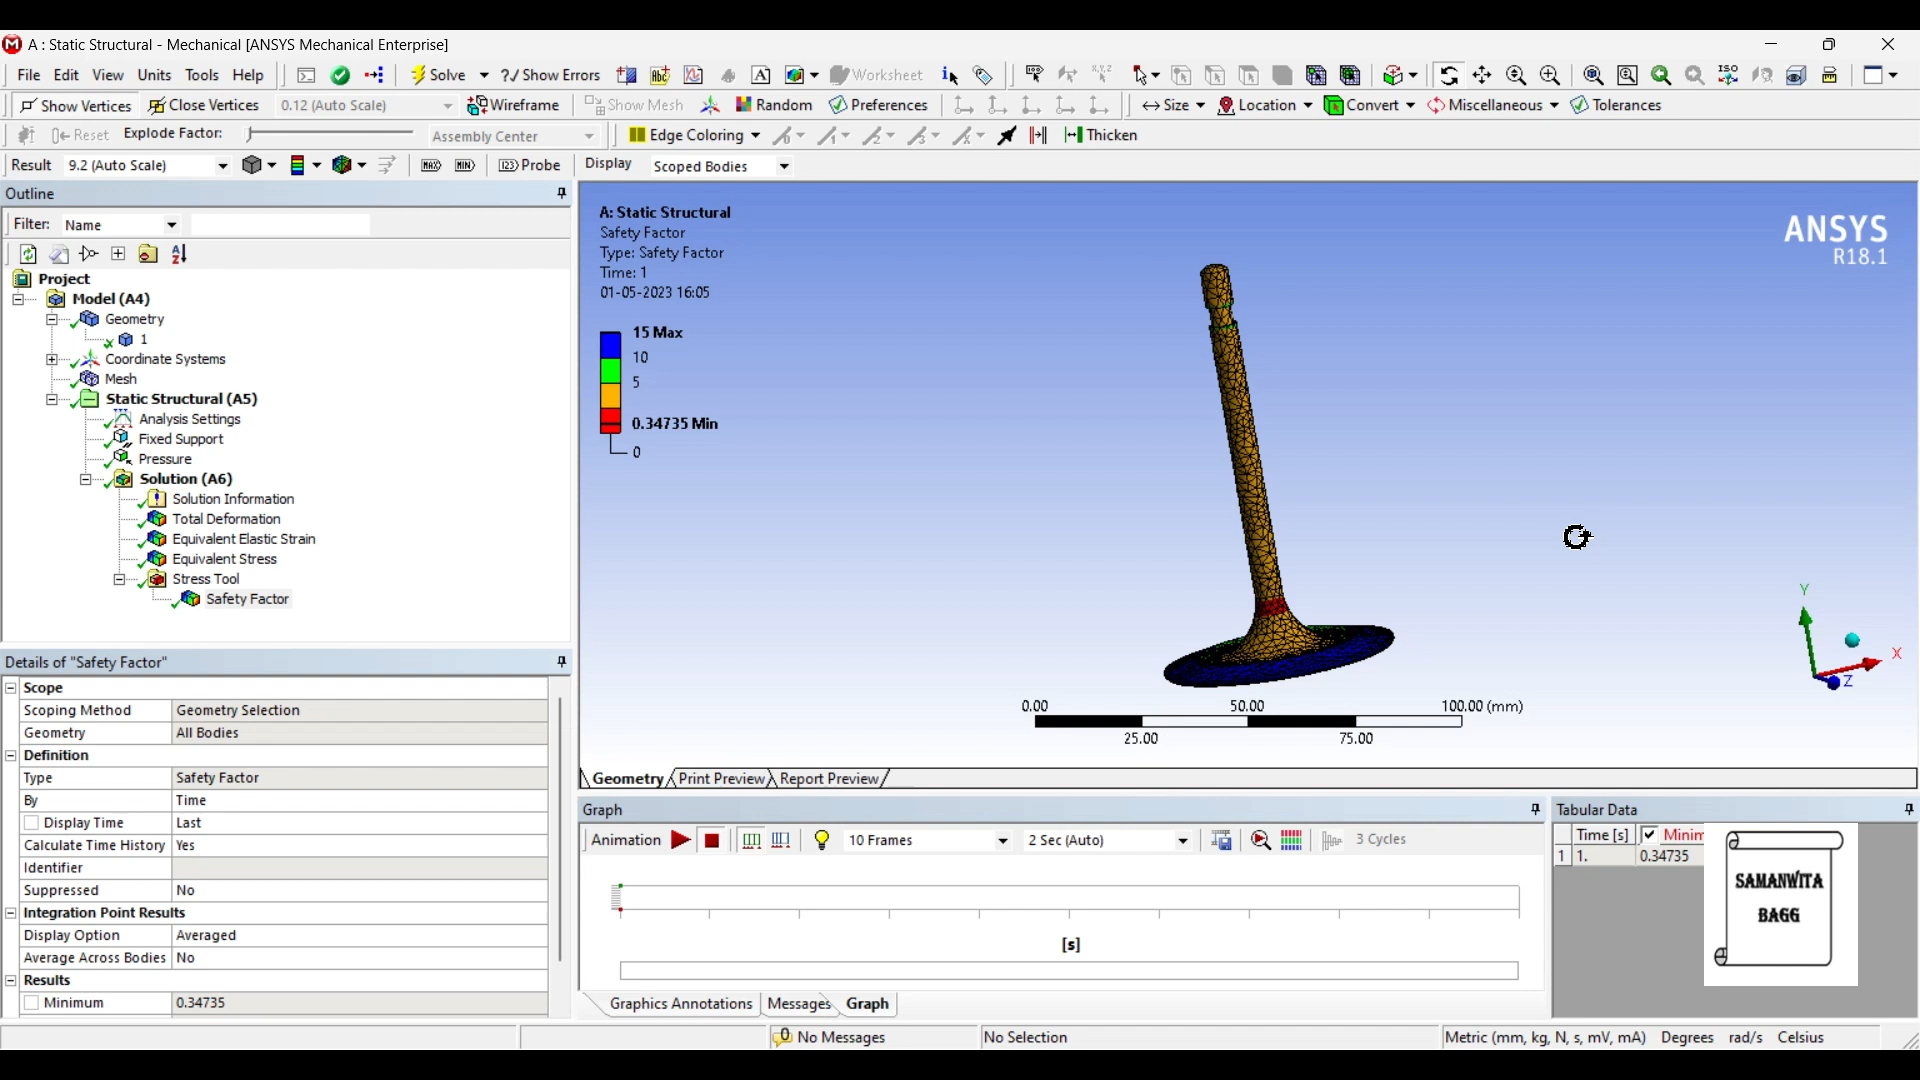 A : Static Structural - Mechanical [ANSYS Mechanical Enterprise]
File Edit View Units Tools Help Solve ?/ Show Errors Worksheet
Show Vertices Close Vertices 0.12 (Auto Scale) Wireframe Show Mesh Random Preferences Size Location Convert Miscellaneous Tolerances
Reset Explode Factor: Assembly Center Edge Coloring Thicken
Result 9.2 (Auto Scale) MAX MIN Probe Display Scoped Bodies
Outline
Filter: Name
Project
Model (A4)
Geometry
1
Coordinate Systems
Mesh
Static Structural (A5)
Analysis Settings
Fixed Support
Pressure
Solution (A6)
Solution Information
Total Deformation
Equivalent Elastic Strain
Equivalent Stress
Stress Tool
Safety Factor
Details of "Safety Factor"
Scope
Scoping Method Geometry Selection
Geometry All Bodies
Definition
Type Safety Factor
By Time
Display Time Last
Calculate Time History Yes
Identifier
Suppressed No
Integration Point Results
Display Option Averaged
Average Across Bodies No
Results
Minimum 0.34735
A: Static Structural
Safety Factor
Type: Safety Factor
Time: 1
01-05-2023 16:05
15 Max
10
5
0.34735 Min
0
ANSYS
R18.1
Y
X
Z
0.00 50.00 100.00 (mm)
25.00 75.00
Geometry Print Preview Report Preview
Graph
Animation 10 Frames 2 Sec (Auto) 3 Cycles
[s]
Graphics Annotations Messages Graph
Tabular Data
Time [s] Minim
1 1. 0.34735
SAMANWITA
BAGG
0 No Messages No Selection Metric (mm, kg, N, s, mV, mA) Degrees rad/s Celsius